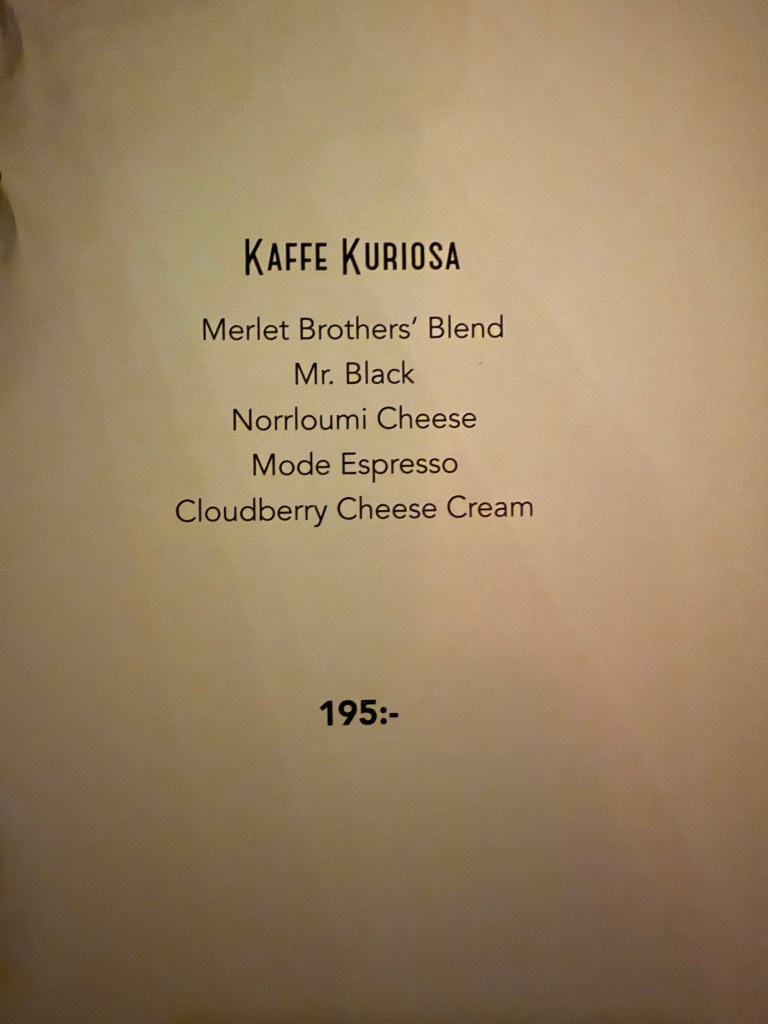 KAFFE KURIOSA
Merlet Brothers' Blend
Mr. Black
Norrloumi Cheese
Mode Espresso
Cloudberry Cheese Cream
195:-